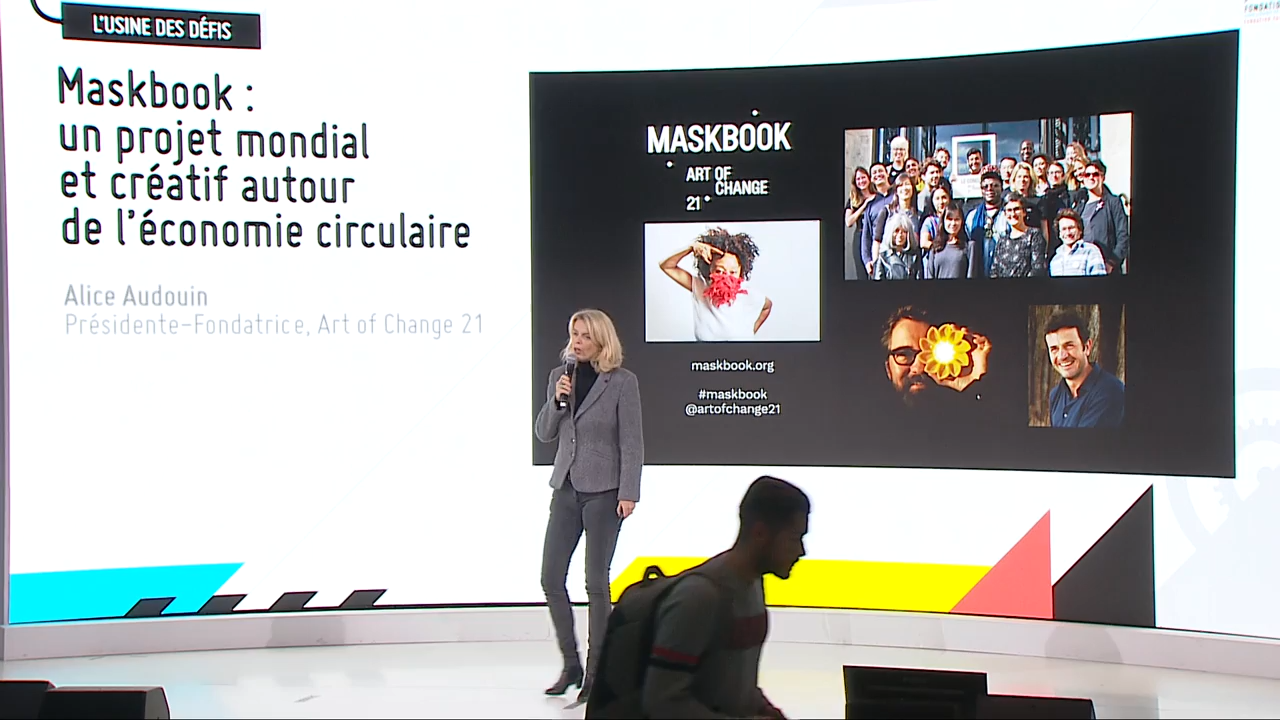 L'USINE DES DÉFIS
Maskbook :
un projet mondial
et créatif autour
de l'économie circulaire
Alice Audouin
Présidente-Fondatrice, Art of Change 21
MASKBOOK
ART OF
CHANGE
21
maskbook.org
#maskbook
@artofchange21